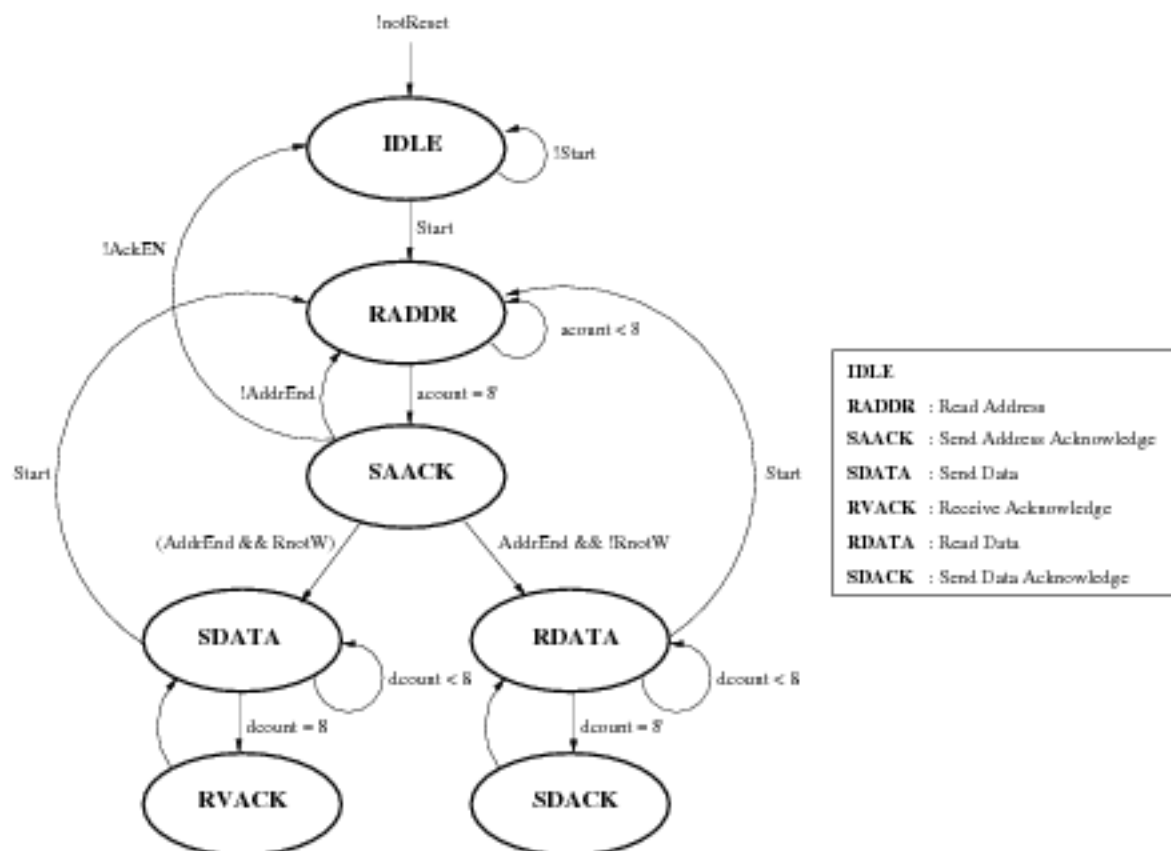 !notReset
IDLE
!Start
Start
!AckEN
RADDR
acount < 8
!AddrEnd
acount = 8
SAACK
Start
Start
(AddrEnd && RnotW)
AddrEnd && !RnotW
SDATA
RDATA
dcount < 8
dcount < 8
dcount = 8
dcount = 8
RVACK
SDACK
IDLE
RADDR : Read Address
SAACK : Send Address Acknowledge
SDATA : Send Data
RVACK : Receive Acknowledge
RDATA : Read Data
SDACK : Send Data Acknowledge